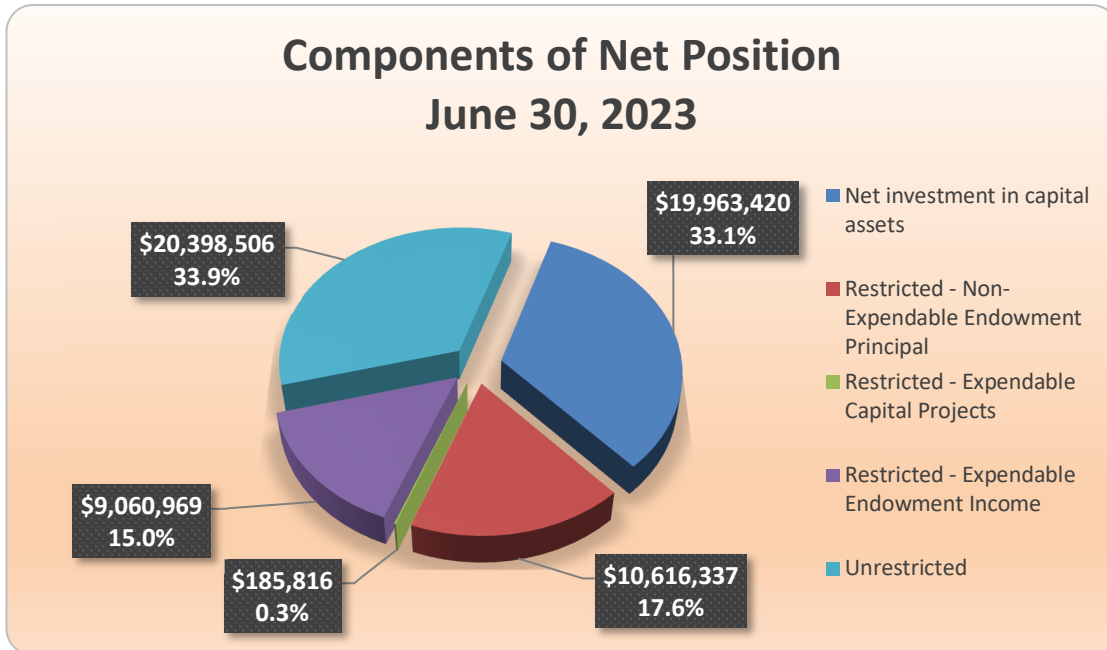 Components of Net Position
June 30, 2023
$19,963,420
33.1%
$20,398,506
33.9%
$9,060,969
15.0%
$185,816
0.3%
$10,616,337
17.6%
Net investment in capital
assets
Restricted - Non-
Expendable Endowment
Principal
Restricted - Expendable
Capital Projects
Restricted - Expendable
Endowment Income
Unrestricted